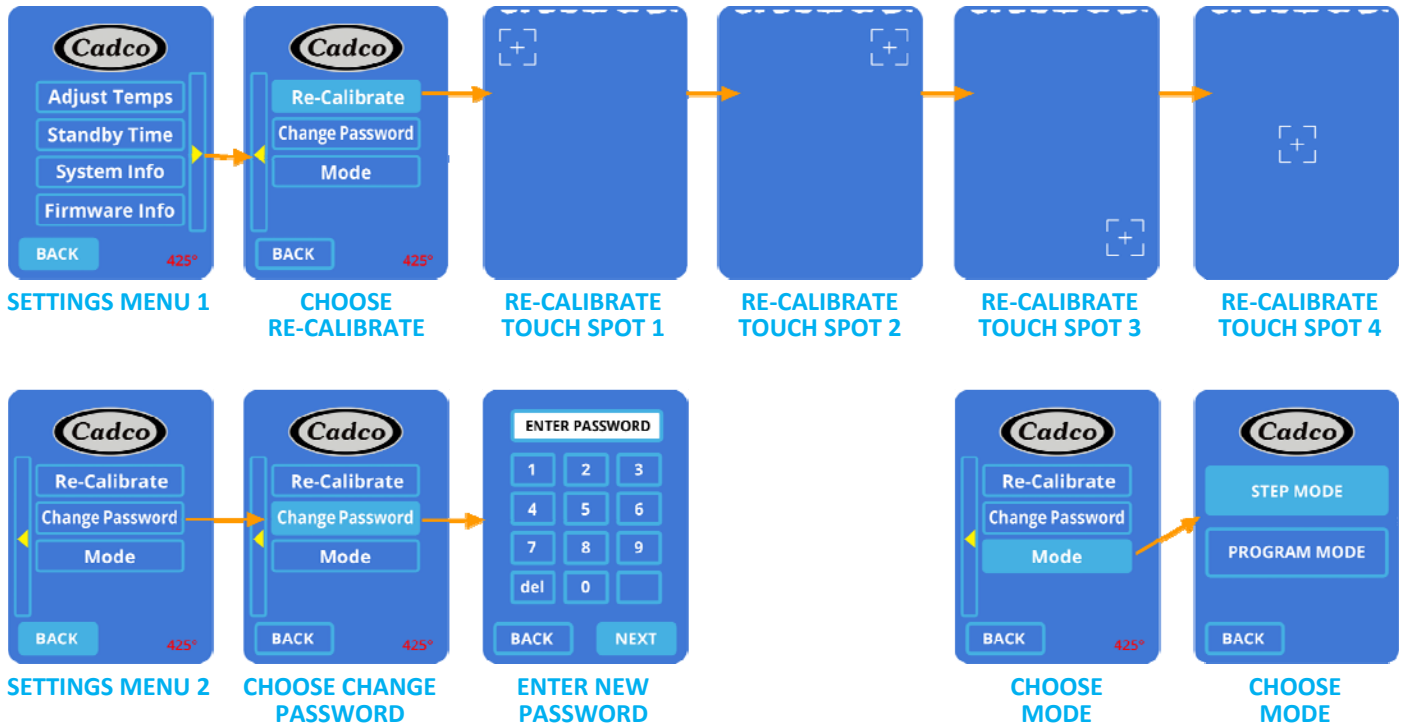 Cadco
Adjust Temps
Standby Time
System Info
Firmware Info
BACK
425°
SETTINGS MENU 1
Cadco
Re-Calibrate
Change Password
Mode
BACK
425°
CHOOSE
RE-CALIBRATE
RE-CALIBRATE
TOUCH SPOT 1
RE-CALIBRATE
TOUCH SPOT 2
RE-CALIBRATE
TOUCH SPOT 3
RE-CALIBRATE
TOUCH SPOT 4
Cadco
Re-Calibrate
Change Password
Mode
BACK
425°
SETTINGS MENU 2
Cadco
Re-Calibrate
Change Password
Mode
BACK
425°
CHOOSE CHANGE
PASSWORD
ENTER PASSWORD
1 2 3
4 5 6
7 8 9
del 0
BACK NEXT
ENTER NEW
PASSWORD
Cadco
Re-Calibrate
Change Password
Mode
BACK
425°
CHOOSE
MODE
Cadco
STEP MODE
PROGRAM MODE
BACK
CHOOSE
MODE